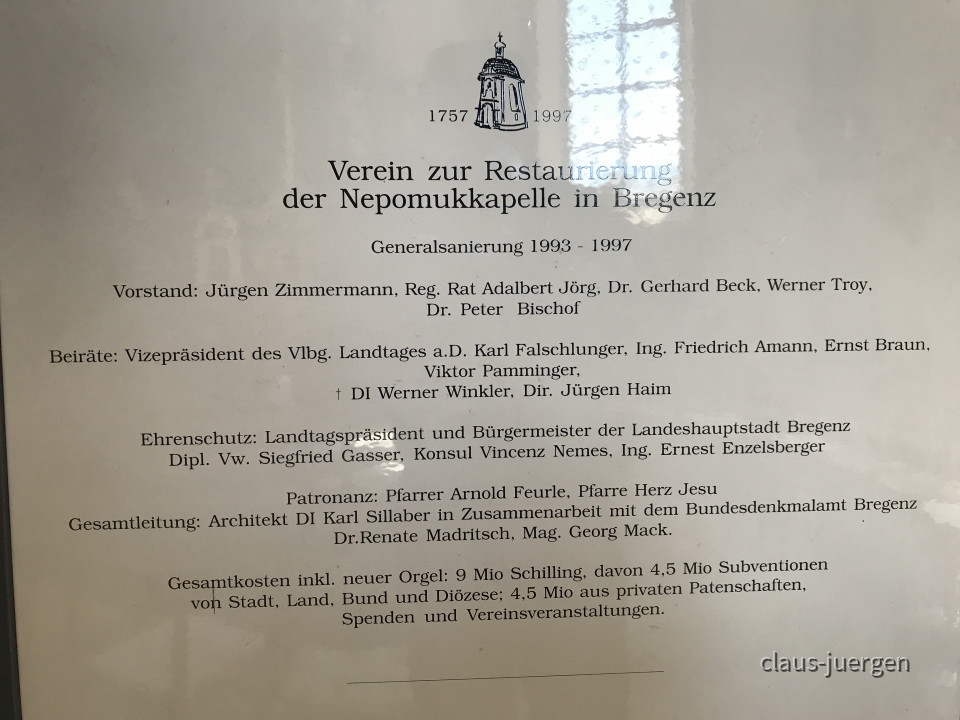 1757 1997
Verein zur Restaurierung
der Nepomukkapelle in Bregenz
Generalsanierung 1993 - 1997
Vorstand: Jürgen Zimmermann, Reg. Rat Adalbert Jörg, Dr. Gerhard Beck, Werner Troy,
Dr. Peter Bischof
Beiräte: Vizepräsident des Vlbg. Landtages a.D. Karl Falschlunger, Ing. Friedrich Amann, Ernst Braun,
Viktor Pamminger,
† DI Werner Winkler, Dir. Jürgen Haim
Ehrenschutz: Landtagspräsident und Bürgermeister der Landeshauptstadt Bregenz
Dipl. Vw. Siegfried Gasser, Konsul Vincenz Nemes, Ing. Ernest Enzelsberger
Patronanz: Pfarrer Arnold Feurle, Pfarre Herz Jesu
Gesamtleitung: Architekt DI Karl Sillaber in Zusammenarbeit mit dem Bundesdenkmalamt Bregenz
Dr.Renate Madritsch, Mag. Georg Mack.
Gesamtkosten inkl. neuer Orgel: 9 Mio Schilling, davon 4,5 Mio Subventionen
von Stadt, Land, Bund und Diözese; 4,5 Mio aus privaten Patenschaften,
Spenden und Vereinsveranstaltungen.
claus-juergen